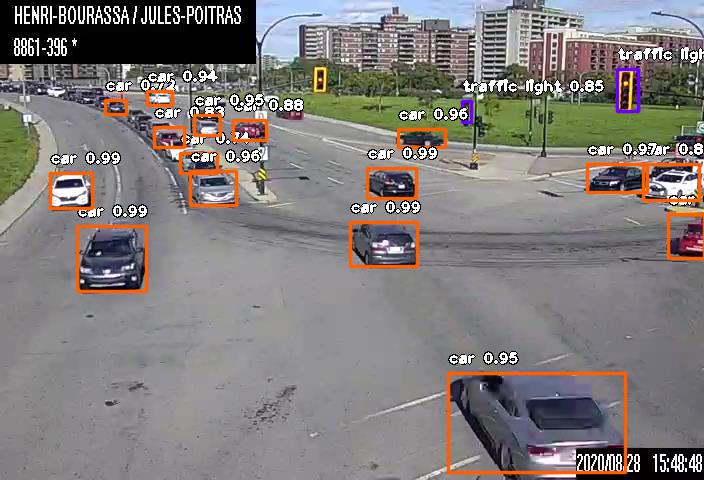 HENRI-BOURASSA / JULES-POITRAS
8861-396 *
traffic ligh
car 0.94
traffic light 0.85
car 0.95
0.88
car 0.96
car 0.99
car 0.96
car 0.99
car 0.97
car 0.99
car 0.99
car
car 0.95
2020/08/28 15:48:48